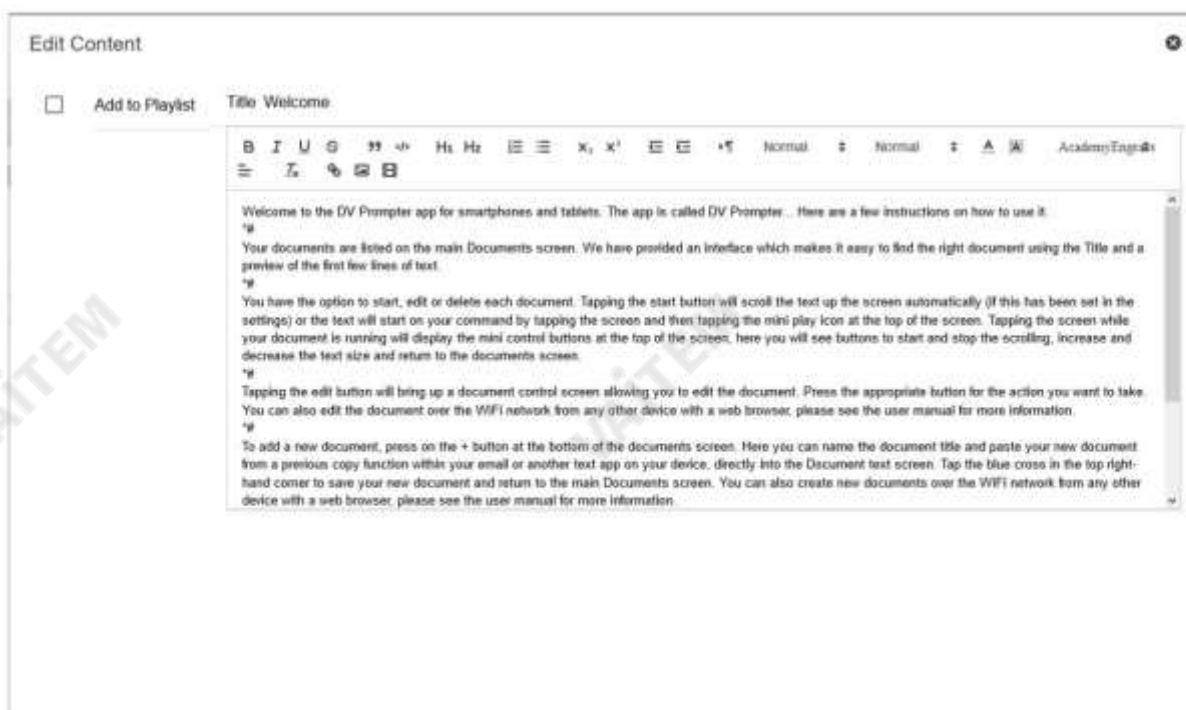 Edit Content
Add to Playlist
Title Welcome
B I U S H₁ H₂ X₂ X² Normal Normal A A
Welcome to the DV Prompter app for smartphones and tablets. The app is called DV Prompter... Here are a few instructions on how to use it.
*#
Your documents are listed on the main Documents screen. We have provided an interface which makes it easy to find the right document using the Title and a
preview of the first few lines of text.
*#
You have the option to start, edit or delete each document. Tapping the start button will scroll the text up the screen automatically (if this has been set in the
settings) or the text will start on your command by tapping the screen and then tapping the mini play icon at the top of the screen. Tapping the screen while
your document is running will display the mini control buttons at the top of the screen, here you will see buttons to start and stop the scrolling, increase and
decrease the text size and return to the documents screen.
*#
Tapping the edit button will bring up a document control screen allowing you to edit the document. Press the appropriate button for the action you want to take.
You can also edit the document over the WiFi network from any other device with a web browser, please see the user manual for more information.
*#
To add a new document, press on the + button at the bottom of the documents screen. Here you can name the document title and paste your new document
from a previous copy function within your email or another text app on your device, directly into the Document text screen. Tap the blue cross in the top right-
hand corner to save your new document and return to the main Documents screen. You can also create new documents over the WiFi network from any other
device with a web browser, please see the user manual for more information.
VAiTEM